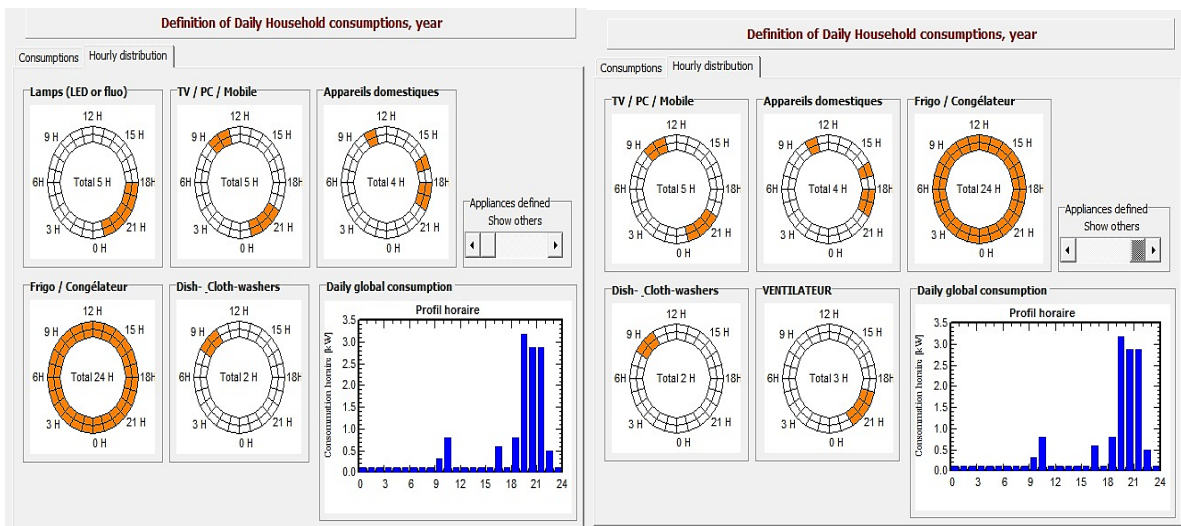 Definition of Daily Household consumptions, year
Consumptions Hourly distribution
Lamps (LED or fluo) TV / PC / Mobile Appareils domestiques
12 H 12 H 12 H
9 H 15 H 9 H 15 H 9 H 15 H
6H Total 5 H 18H 6H Total 5 H 18H 6H Total 4 H 18H
3 H 21 H 3 H 21 H 3 H 21 H
0 H 0 H 0 H
Appliances defined
Show others
Frigo / Congélateur Dish- _Cloth-washers Daily global consumption
12 H 12 H
9 H 15 H 9 H 15 H
6H Total 24 H 18H 6H Total 2 H 18H
3 H 21 H 3 H 21 H
0 H 0 H
Profil horaire
Consommation horaire [kW]
3.5
3.0
2.5
2.0
1.5
1.0
0.5
0.0
0 3 6 9 12 15 18 21 24
Definition of Daily Household consumptions, year
Consumptions Hourly distribution
TV / PC / Mobile Appareils domestiques Frigo / Congélateur
12 H 12 H 12 H
9 H 15 H 9 H 15 H 9 H 15 H
6H Total 5 H 18H 6H Total 4 H 18H 6H Total 24 H 18H
3 H 21 H 3 H 21 H 3 H 21 H
0 H 0 H 0 H
Appliances defined
Show others
Dish- _Cloth-washers VENTILATEUR Daily global consumption
12 H 12 H
9 H 15 H 9 H 15 H
6H Total 2 H 18H 6H Total 3 H 18H
3 H 21 H 3 H 21 H
0 H 0 H
Profil horaire
Consommation horaire [kW]
3.5
3.0
2.5
2.0
1.5
1.0
0.5
0.0
0 3 6 9 12 15 18 21 24